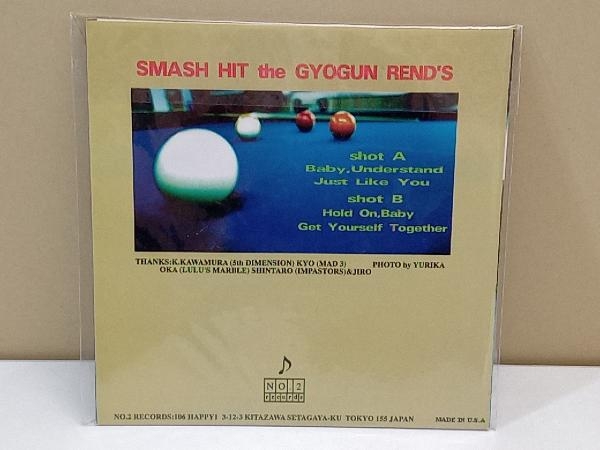 SMASH HIT the GYOGUN REND'S
shot A
Baby,Understand
Just Like You
shot B
Hold On,Baby
Get Yourself Together
THANKS:K.KAWAMURA (5th DIMENSION) KYO (MAD 3) PHOTO by YURIKA
OKA (LULU'S MARBLE) SHINTARO (IMPASTORS)&JIRO
NO.2
records
NO.2 RECORDS:106 HAPPY1 3-12-3 KITAZAWA SETAGAYA-KU TOKYO 155 JAPAN MADE IN U.S.A